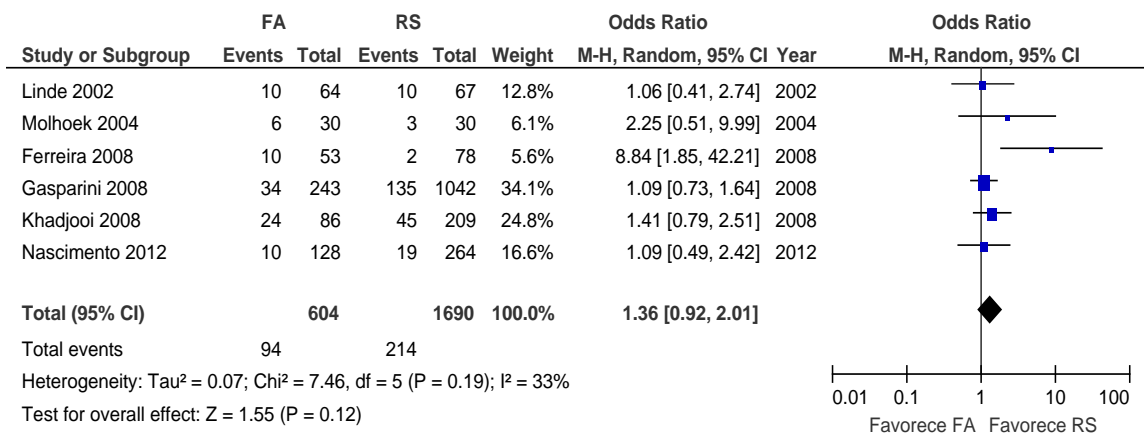 FA RS Odds Ratio Odds Ratio
Study or Subgroup Events Total Events Total Weight M-H, Random, 95% CI Year M-H, Random, 95% CI
Linde 2002 10 64 10 67 12.8% 1.06 [0.41, 2.74] 2002
Molhoek 2004 6 30 3 30 6.1% 2.25 [0.51, 9.99] 2004
Ferreira 2008 10 53 2 78 5.6% 8.84 [1.85, 42.21] 2008
Gasparini 2008 34 243 135 1042 34.1% 1.09 [0.73, 1.64] 2008
Khadjooi 2008 24 86 45 209 24.8% 1.41 [0.79, 2.51] 2008
Nascimento 2012 10 128 19 264 16.6% 1.09 [0.49, 2.42] 2012
Total (95% CI) 604 1690 100.0% 1.36 [0.92, 2.01]
Total events 94 214
Heterogeneity: Tau² = 0.07; Chi² = 7.46, df = 5 (P = 0.19); I² = 33%
Test for overall effect: Z = 1.55 (P = 0.12)
0.01 0.1 1 10 100
Favorece FA Favorece RS